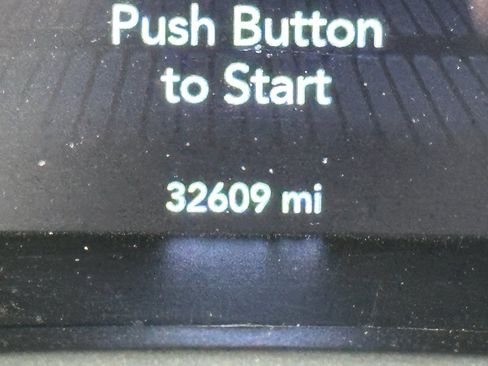 Push Button
to Start
32609 mi